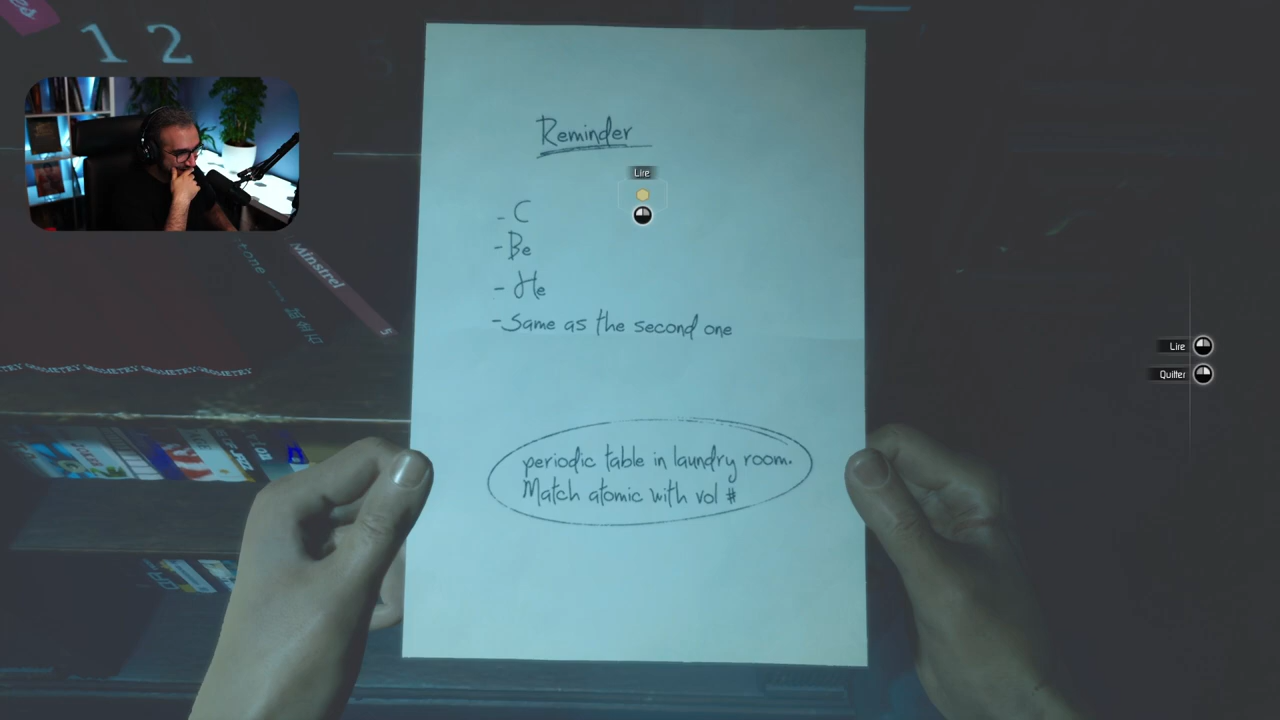 1 2
Reminder
Lire
- C
- Be
- He
- Same as the second one
Minstrel
5
Lire
Quitter
periodic table in laundry room.
Match atomic with vol #